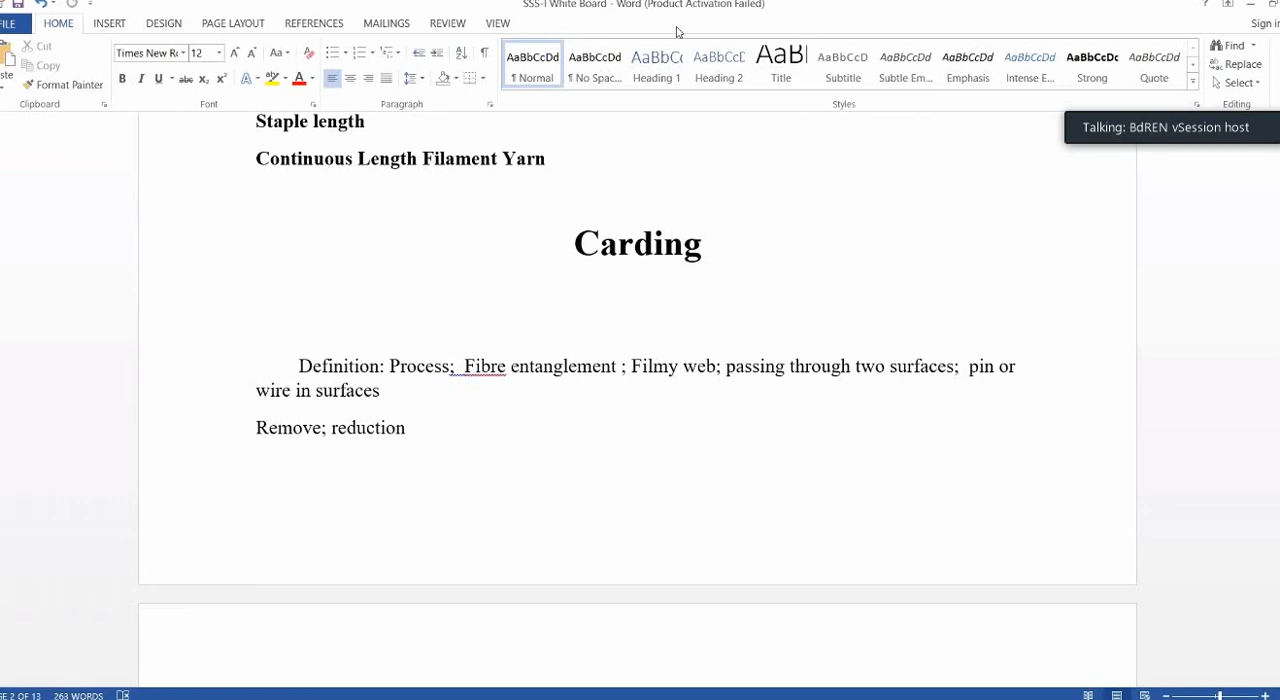 SSS-I White Board - Word (Product Activation Failed)
FILE HOME INSERT DESIGN PAGE LAYOUT REFERENCES MAILINGS REVIEW VIEW Sign in
Cut
Copy
Format Painter
Clipboard
Times New R 12
Font
Paragraph
AaBbCcDd AaBbCcDd AaBbCc AaBbCcD AaB AaBbCcD AaBbCcDd AaBbCcDd AaBbCcDd AaBbCcDc AaBbCcDd
¶ Normal ¶ No Spac... Heading 1 Heading 2 Title Subtitle Subtle Em... Emphasis Intense E... Strong Quote
Styles
Find
Replace
Select
Editing
Talking: BdREN vSession host
Staple length
Continuous Length Filament Yarn
Carding
Definition: Process; Fibre entanglement ; Filmy web; passing through two surfaces; pin or
wire in surfaces
Remove; reduction
GE 2 OF 13 263 WORDS